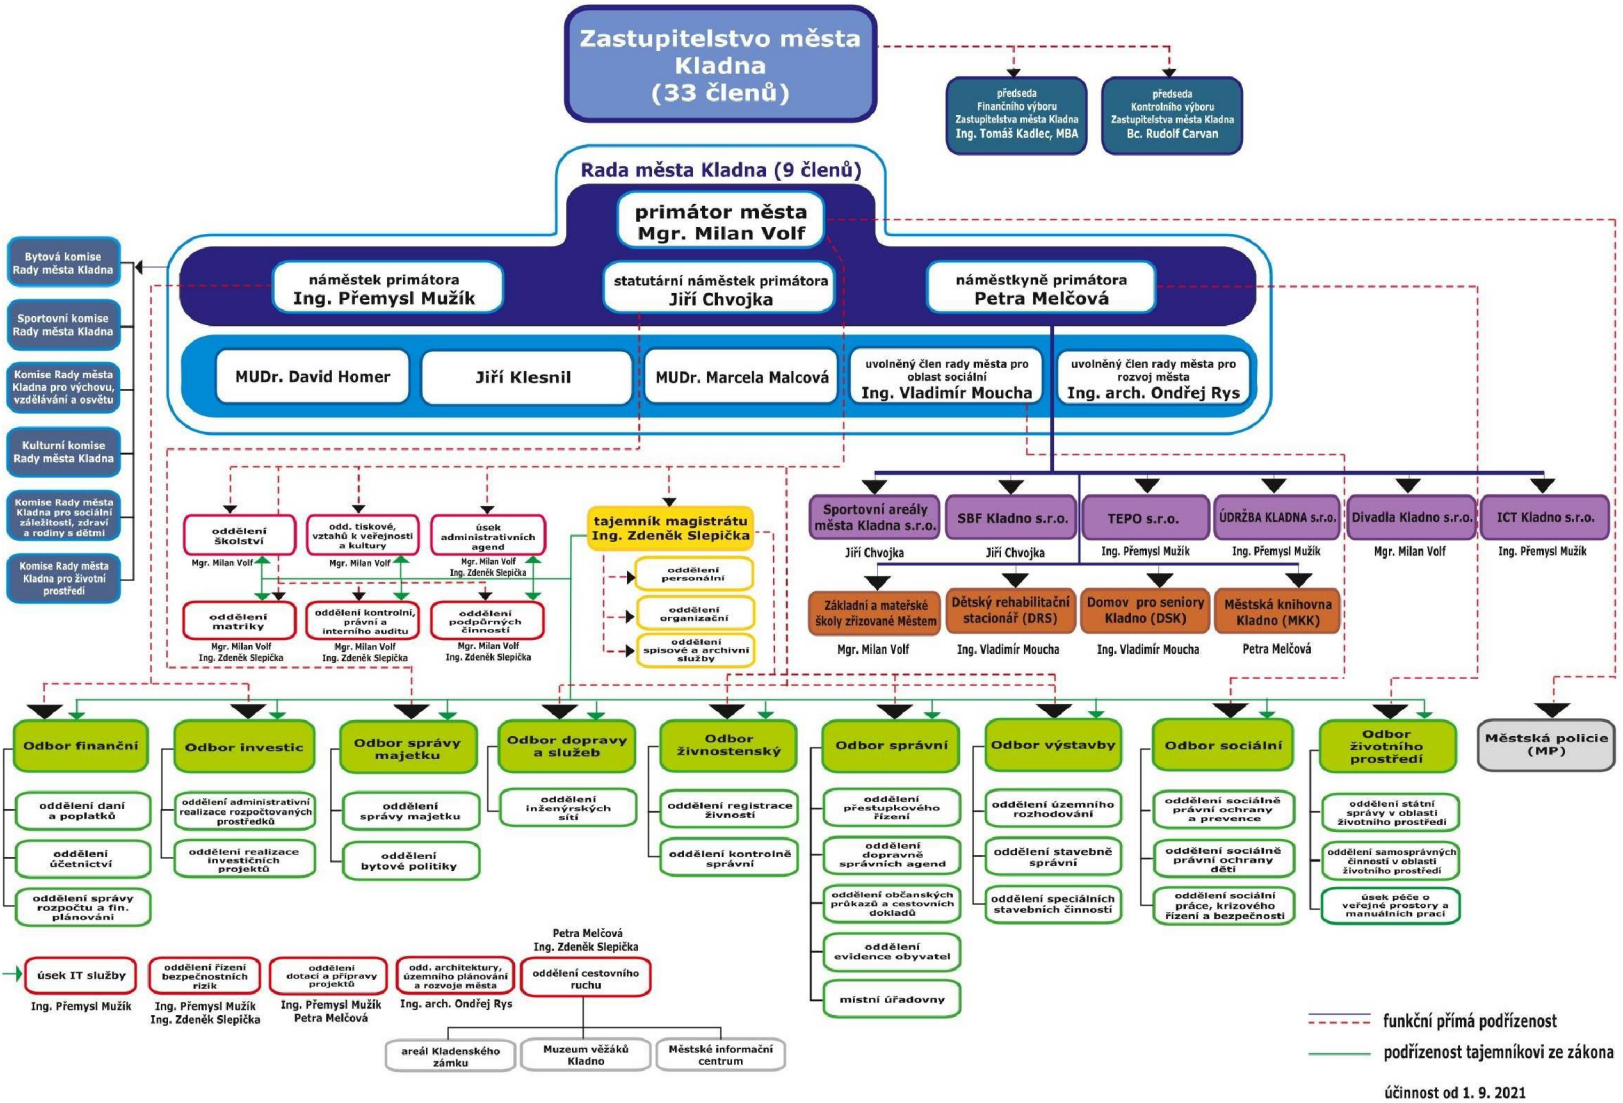 Zastupitelstvo města
Kladna
(33 členů)
předseda
Finančního výboru
Zastupitelstva města Kladna
Ing. Tomáš Kadlec, MBA
předseda
Kontrolního výboru
Zastupitelstva města Kladna
Bc. Rudolf Carvan
Rada města Kladna (9 členů)
primátor města
Mgr. Milan Volf
náměstek primátora
Ing. Přemysl Mužík
statutární náměstek primátora
Jiří Chvojka
náměstkyně primátora
Petra Melčová
MUDr. David Homer
Jiří Klesnil
MUDr. Marcela Malcová
uvolněný člen rady města pro
oblast sociální
Ing. Vladimír Moucha
uvolněný člen rady města pro
rozvoj města
Ing. arch. Ondřej Rys
Bytová komise
Rady města Kladna
Sportovní komise
Rady města Kladna
Komise Rady města
Kladna pro výchovu,
vzdělávání a osvětu
Kulturní komise
Rady města Kladna
Komise Rady města
Kladna pro sociální
záležitosti, zdraví
a rodiny s dětmi
Komise Rady města
Kladna pro životní
prostředí
oddělení
školství
Mgr. Milan Volf
odd. tiskové,
vztahů k veřejnosti
a kultury
Mgr. Milan Volf
úsek
administrativních
agend
Mgr. Milan Volf
Ing. Zdeněk Slepička
tajemník magistrátu
Ing. Zdeněk Slepička
oddělení
matriky
Mgr. Milan Volf
Ing. Zdeněk Slepička
oddělení kontrolní,
právní a
interního auditu
Mgr. Milan Volf
Ing. Zdeněk Slepička
oddělení
podpůrných
činností
Mgr. Milan Volf
Ing. Zdeněk Slepička
oddělení
personální
oddělení
organizační
oddělení
spisové a archivní
služby
Sportovní areály
města Kladna s.r.o.
Jiří Chvojka
SBF Kladno s.r.o.
Jiří Chvojka
TEPO s.r.o.
Ing. Přemysl Mužík
ÚDRŽBA KLADNA s.r.o.
Ing. Přemysl Mužík
Divadla Kladno s.r.o.
Mgr. Milan Volf
ICT Kladno s.r.o.
Ing. Přemysl Mužík
Základní a mateřské
školy zřizované Městem
Mgr. Milan Volf
Dětský rehabilitační
stacionář (DRS)
Ing. Vladimír Moucha
Domov pro seniory
Kladno (DSK)
Ing. Vladimír Moucha
Městská knihovna
Kladno (MKK)
Petra Melčová
Odbor finanční
oddělení daní
a poplatků
oddělení
účetnictví
oddělení správy
rozpočtu a fin.
plánování
Odbor investic
oddělení administrativní
realizace rozpočtovaných
prostředků
oddělení realizace
investičních
projektů
Odbor správy
majetku
oddělení
správy majetku
oddělení
bytové politiky
Odbor dopravy
a služeb
oddělení
inženýrských
sítí
Odbor
živnostenský
oddělení registrace
živností
oddělení kontrolně
správní
Odbor správní
oddělení
přestupkového
řízení
oddělení
dopravně
správních agend
oddělení občanských
průkazů a cestovních
dokladů
oddělení
evidence obyvatel
místní úřadovny
Odbor výstavby
oddělení územního
rozhodování
oddělení stavebně
správní
oddělení speciálních
stavebních činností
Odbor sociální
oddělení sociálně
právní ochrany
a prevence
oddělení sociálně
právní ochrany
dětí
oddělení sociální
práce, krizového
řízení a bezpečnosti
Odbor
životního
prostředí
oddělení státní
správy v oblasti
životního prostředí
oddělení samosprávných
činností v oblasti
životního prostředí
úsek péče o
veřejné prostory a
manuálních prací
Městská policie
(MP)
úsek IT služby
Ing. Přemysl Mužík
oddělení řízení
bezpečnostních
rizik
Ing. Přemysl Mužík
Ing. Zdeněk Slepička
oddělení
dotací a přípravy
projektů
Ing. Přemysl Mužík
Petra Melčová
odd. architektury,
územního plánování
a rozvoje města
Ing. arch. Ondřej Rys
Petra Melčová
Ing. Zdeněk Slepička
oddělení cestovního
ruchu
areál Kladenského
zámku
Muzeum věžáků
Kladno
Městské informační
centrum
funkční přímá podřízenost
podřízenost tajemníkovi ze zákona
účinnost od 1. 9. 2021